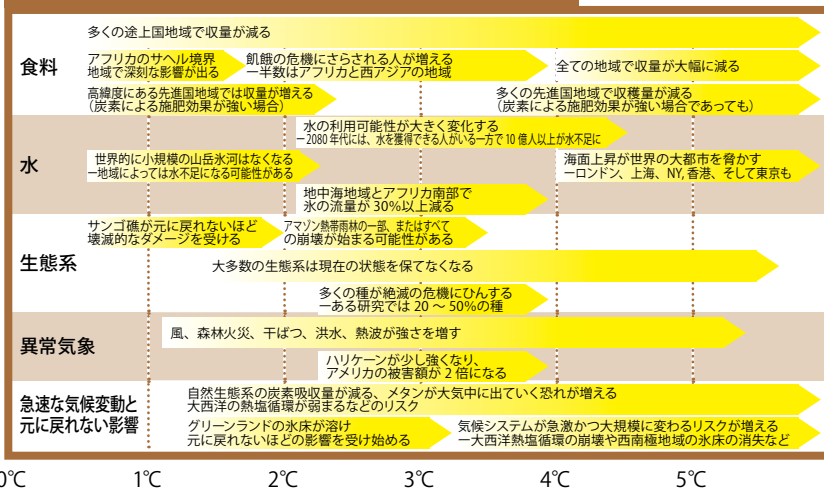 多くの途上国地域で収量が減る
食料
アフリカのサヘル境界
地域で深刻な影響が出る
飢餓の危機にさらされる人が増える
ー半数はアフリカと西アジアの地域
全ての地域で収量が大幅に減る
高緯度にある先進国地域では収量が増える
（炭素による施肥効果が強い場合）
多くの先進国地域で収穫量が減る
（炭素による施肥効果が強い場合であっても）
水
水の利用可能性が大きく変化する
ー2080年代には、水を獲得できる人がいる一方で10億人以上が水不足に
世界的に小規模の山岳氷河はなくなる
ー地域によっては水不足になる可能性がある
海面上昇が世界の大都市を脅かす
ーロンドン、上海、NY,香港、そして東京も
地中海地域とアフリカ南部で
氷の流量が30%以上減る
生態系
サンゴ礁が元に戻れないほど
壊滅的なダメージを受ける
アマゾン熱帯雨林の一部、またはすべて
の崩壊が始まる可能性がある
大多数の生態系は現在の状態を保てなくなる
多くの種が絶滅の危機にひんする
ーある研究では20～50%の種
異常気象
風、森林火災、干ばつ、洪水、熱波が強さを増す
ハリケーンが少し強くなり、
アメリカの被害額が2倍になる
急速な気候変動と
元に戻れない影響
自然生態系の炭素吸収量が減る、メタンが大気中に出ていく恐れが増える
大西洋の熱塩循環が弱まるなどのリスク
グリーンランドの氷床が溶け
元に戻れないほどの影響を受け始める
気候システムが急激かつ大規模に変わるリスクが増える
ー大西洋熱塩循環の崩壊や西南極地域の氷床の消失など
0℃ 1℃ 2℃ 3℃ 4℃ 5℃